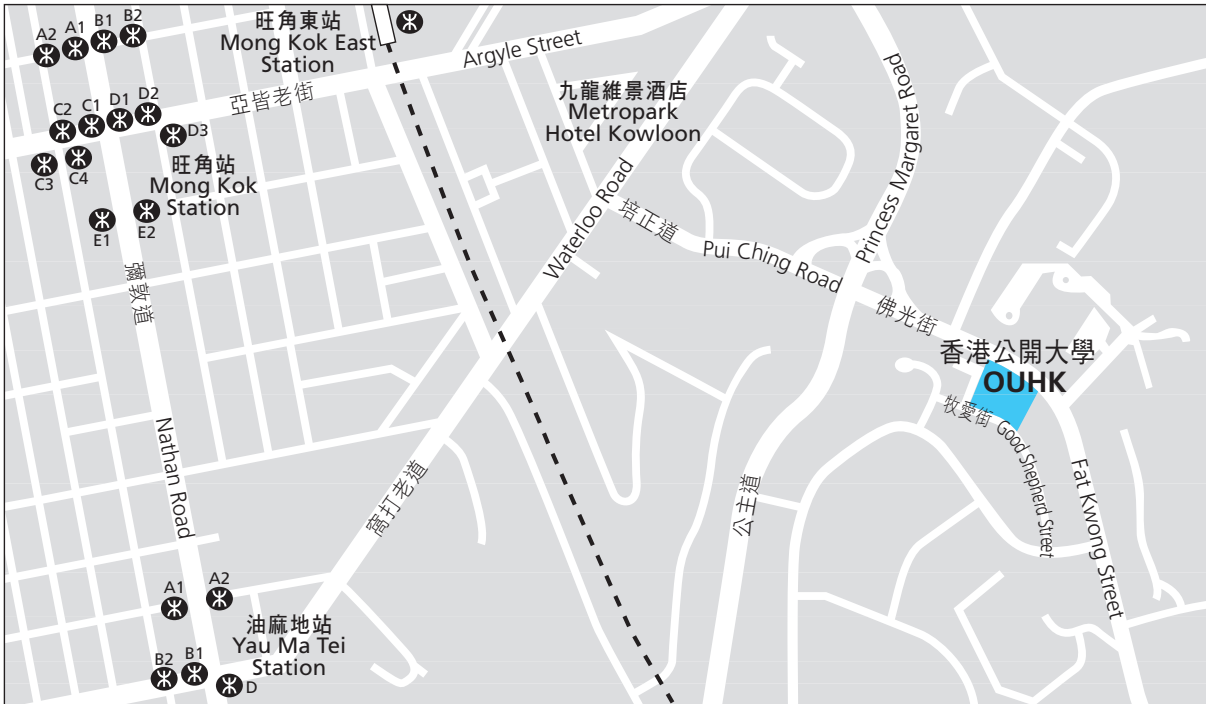 A2
A1
B1
B2
旺角東站
Mong Kok East
Station
Argyle Street
亞皆老街
C2
C1
D1
D2
D3
C3
C4
旺角站
Mong Kok
Station
E1
E2
九龍維景酒店
Metropark
Hotel Kowloon
Waterloo Road
培正道
Pui Ching Road
Princess Margaret Road
佛光街
香港公開大學
OUHK
牧愛街
Good Shepherd Street
Fat Kwong Street
彌敦道
Nathan Road
窩打老道
公主道
A1
A2
油麻地站
Yau Ma Tei
Station
B2
B1
D